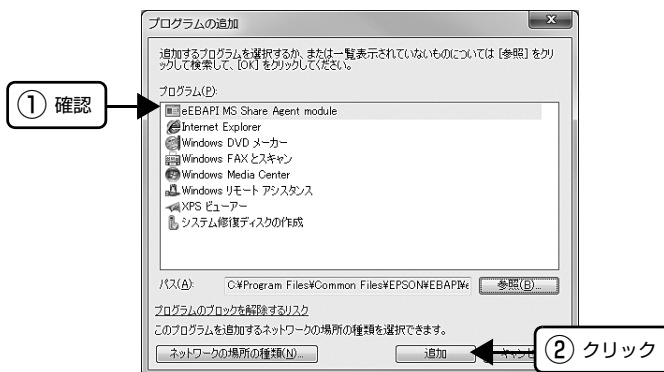 プログラムの追加
x
追加するプログラムを選択するか、または一覧表示されていないものについては [参照] をクリ
ックして検索して、[OK] をクリックしてください。
プログラム(P):
① 確認
eEBAPI MS Share Agent module
Internet Explorer
Windows DVD メーカー
Windows FAX とスキャン
Windows Media Center
Windows リモート アシスタンス
XPS ビューアー
システム修復ディスクの作成
パス(A): C:¥Program Files¥Common Files¥EPSON¥EBAPI¥e 参照(B)...
プログラムのブロックを解除するリスク
このプログラムを追加するネットワークの場所の種類を選択できます。
ネットワークの場所の種類(N)... 追加
② クリック